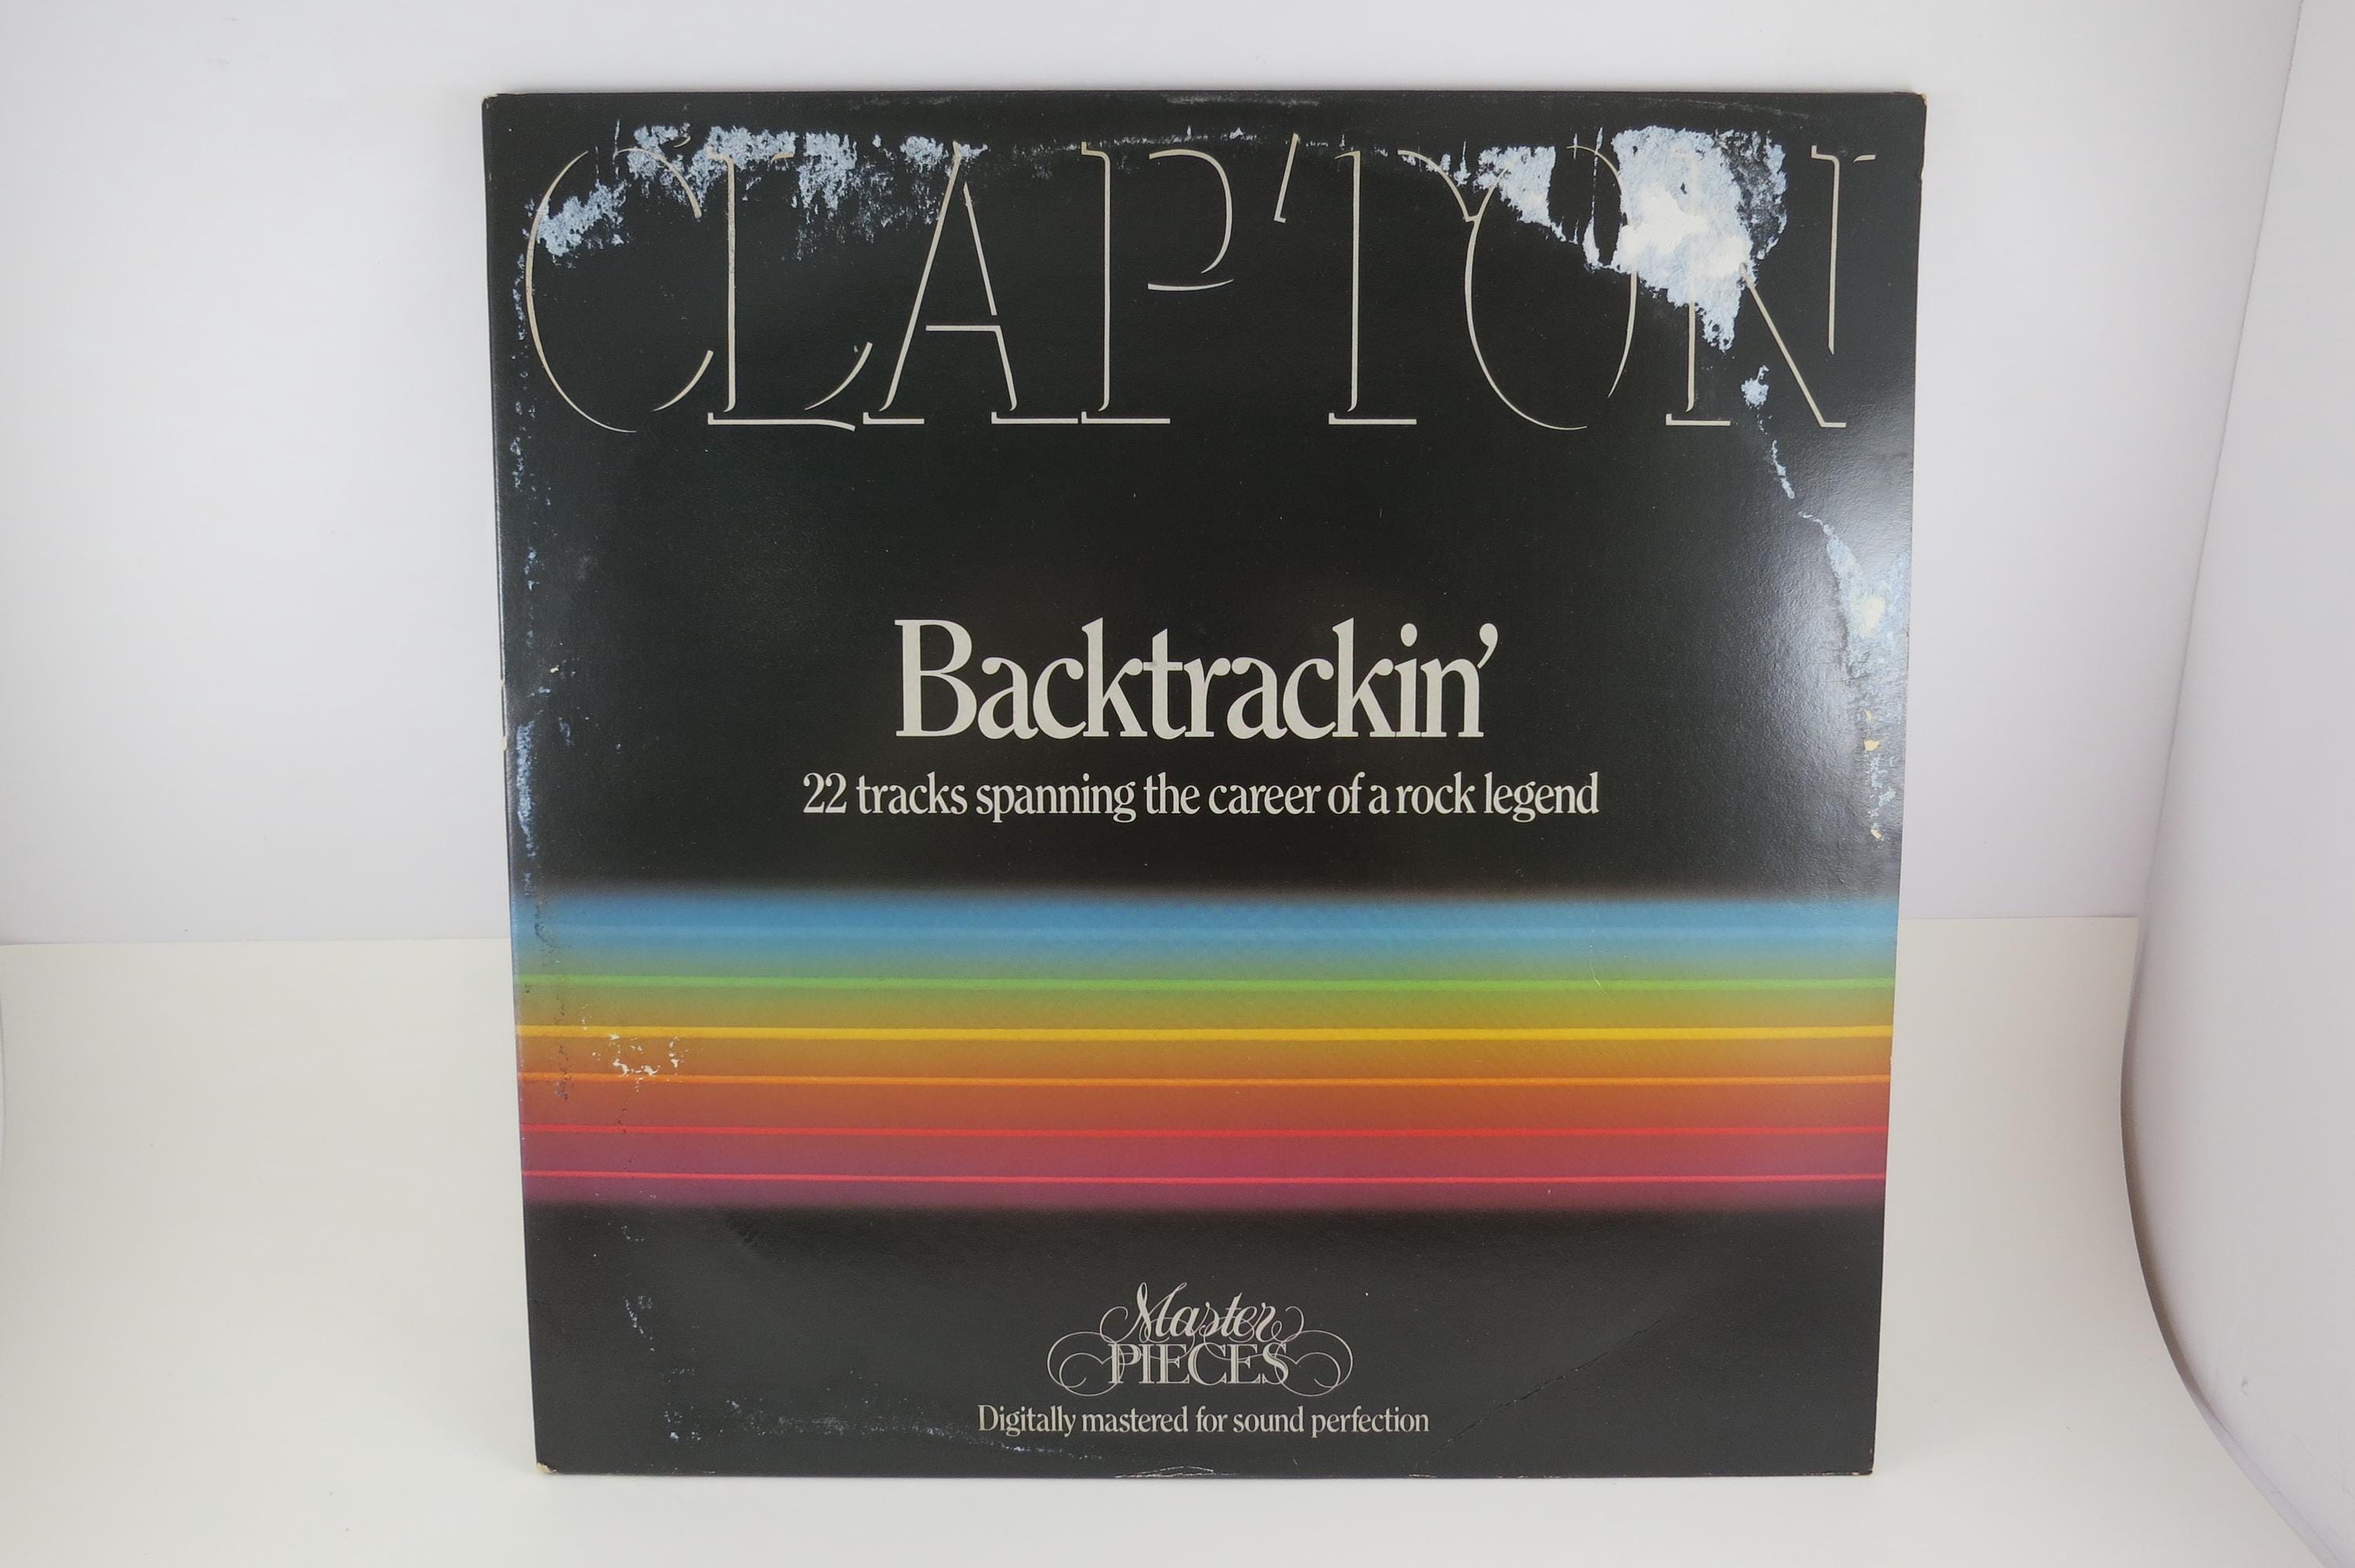 CLAPTON
Backtrackin’
22 tracks spanning the career of a rock legend
Master
PIECES
Digitally mastered for sound perfection